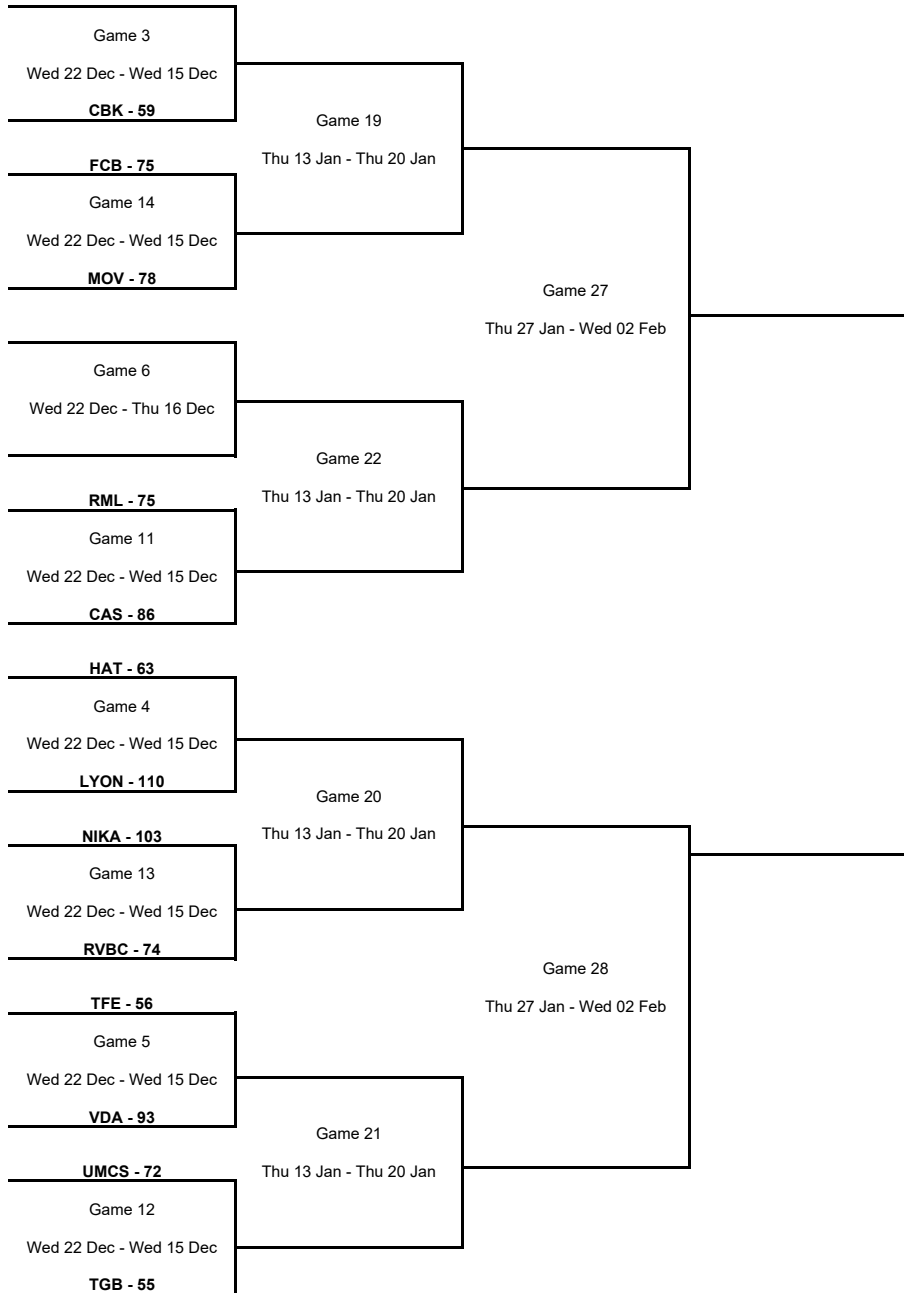 Game 3
Wed 22 Dec - Wed 15 Dec
CBK - 59
Game 19
Thu 13 Jan - Thu 20 Jan
FCB - 75
Game 14
Wed 22 Dec - Wed 15 Dec
MOV - 78
Game 27
Thu 27 Jan - Wed 02 Feb
Game 6
Wed 22 Dec - Thu 16 Dec
Game 22
Thu 13 Jan - Thu 20 Jan
RML - 75
Game 11
Wed 22 Dec - Wed 15 Dec
CAS - 86
HAT - 63
Game 4
Wed 22 Dec - Wed 15 Dec
LYON - 110
Game 20
Thu 13 Jan - Thu 20 Jan
NIKA - 103
Game 13
Wed 22 Dec - Wed 15 Dec
RVBC - 74
Game 28
Thu 27 Jan - Wed 02 Feb
TFE - 56
Game 5
Wed 22 Dec - Wed 15 Dec
VDA - 93
Game 21
Thu 13 Jan - Thu 20 Jan
UMCS - 72
Game 12
Wed 22 Dec - Wed 15 Dec
TGB - 55